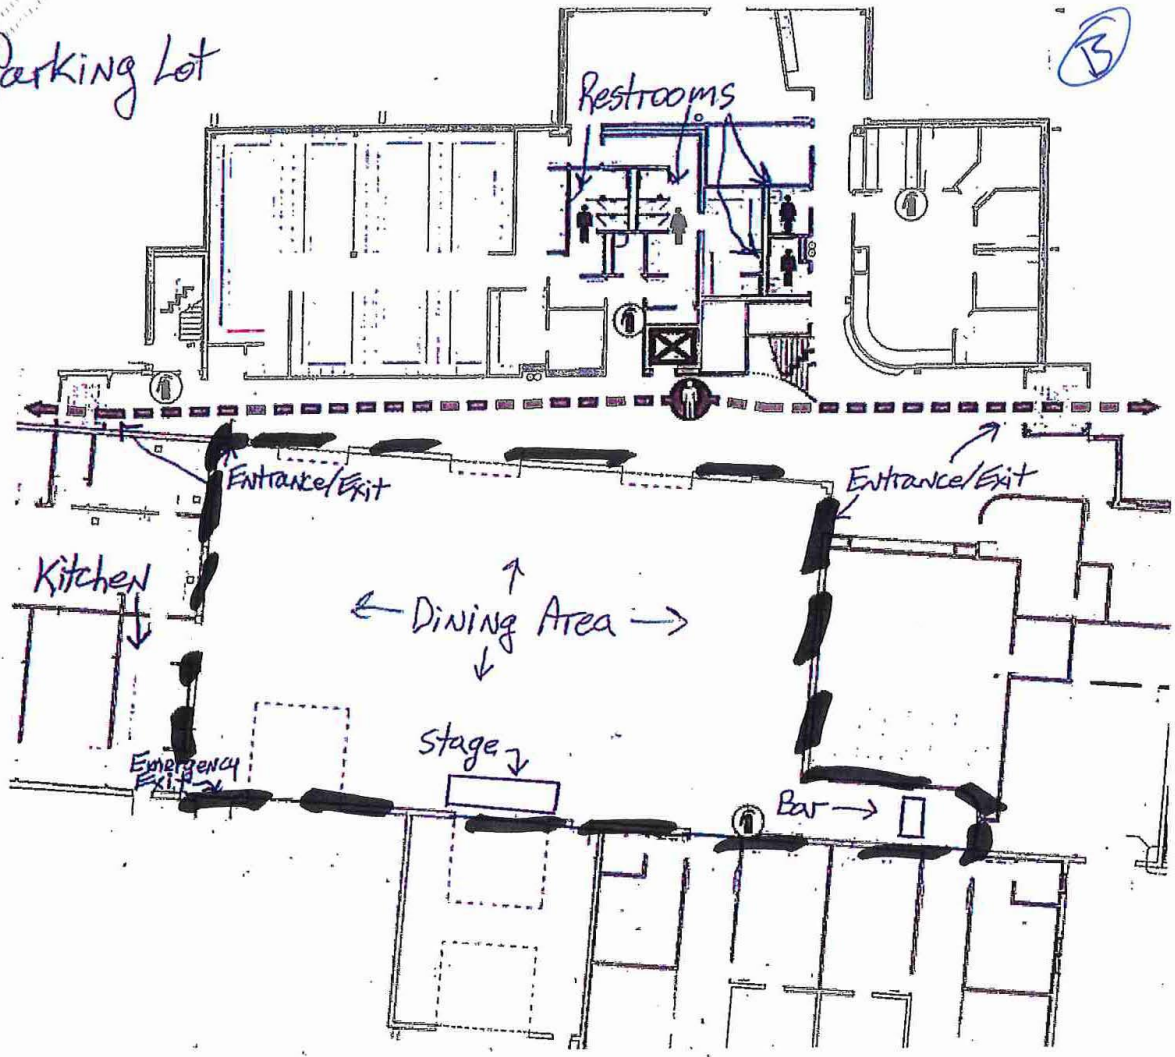 Parking Lot
B
Restrooms
Entrance/Exit
Entrance/Exit
Kitchen
Dining Area
Stage
Emergency
Exit
Bar